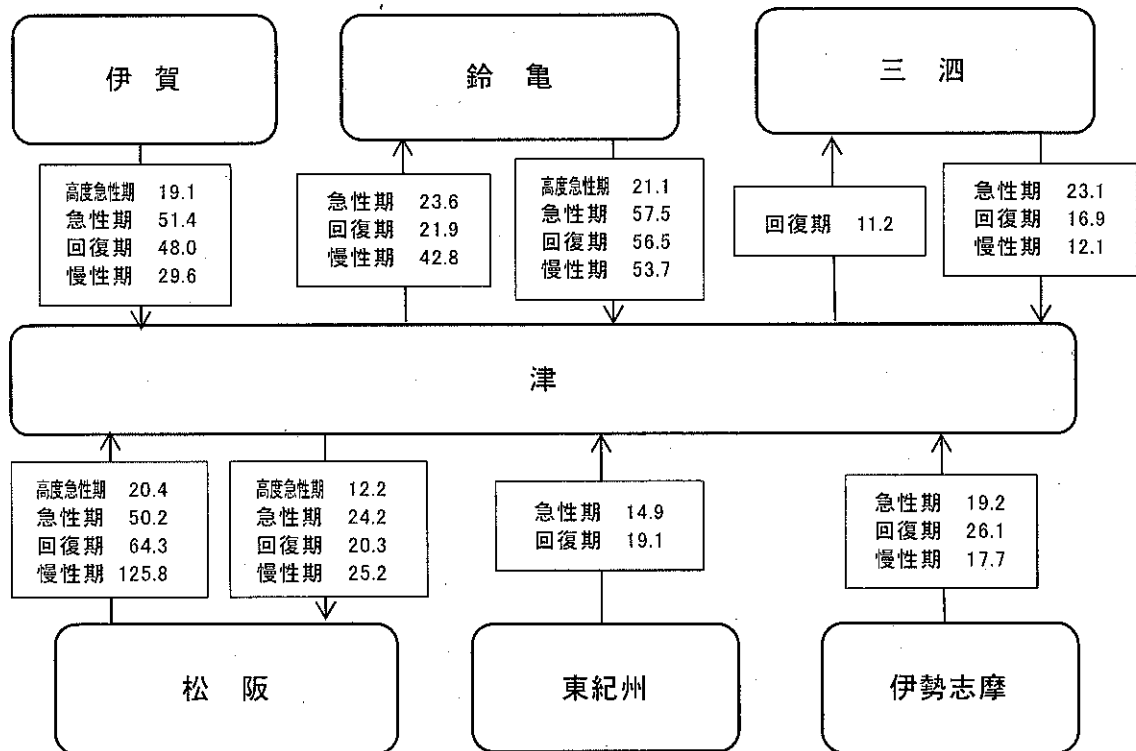 伊賀
鈴亀
三泗
高度急性期 19.1
急性期 51.4
回復期 48.0
慢性期 29.6
急性期 23.6
回復期 21.9
慢性期 42.8
高度急性期 21.1
急性期 57.5
回復期 56.5
慢性期 53.7
回復期 11.2
急性期 23.1
回復期 16.9
慢性期 12.1
津
高度急性期 20.4
急性期 50.2
回復期 64.3
慢性期 125.8
高度急性期 12.2
急性期 24.2
回復期 20.3
慢性期 25.2
急性期 14.9
回復期 19.1
急性期 19.2
回復期 26.1
慢性期 17.7
松阪
東紀州
伊勢志摩